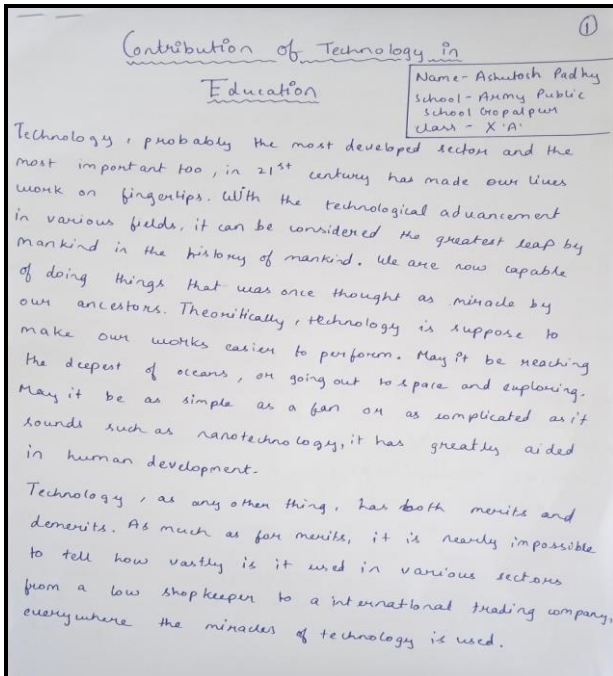 ①
Contribution of Technology in
Education
Name- Ashutosh Padhy
School- Army Public
School Gopalpur
class - X 'A'
Technology, probably the most developed sector and the
most important too, in 21st century has made our lives
work on fingertips. With the technological advancement
in various fields, it can be considered the greatest leap by
mankind in the history of mankind. We are now capable
of doing things that was once thought as miracle by
our ancestors. Theoritically, technology is suppose to
make our works easier to perform. May it be reaching
the deepest of oceans, or going out to space and exploring.
May it be as simple as a fan or as complicated as it
sounds such as nanotechnology, it has greatly aided
in human development.
Technology, as any other thing, has both merits and
demerits. As much as for merits, it is nearly impossible
to tell how vastly is it used in various sectors
from a low shopkeeper to a international trading company,
everywhere the miracles of technology is used.